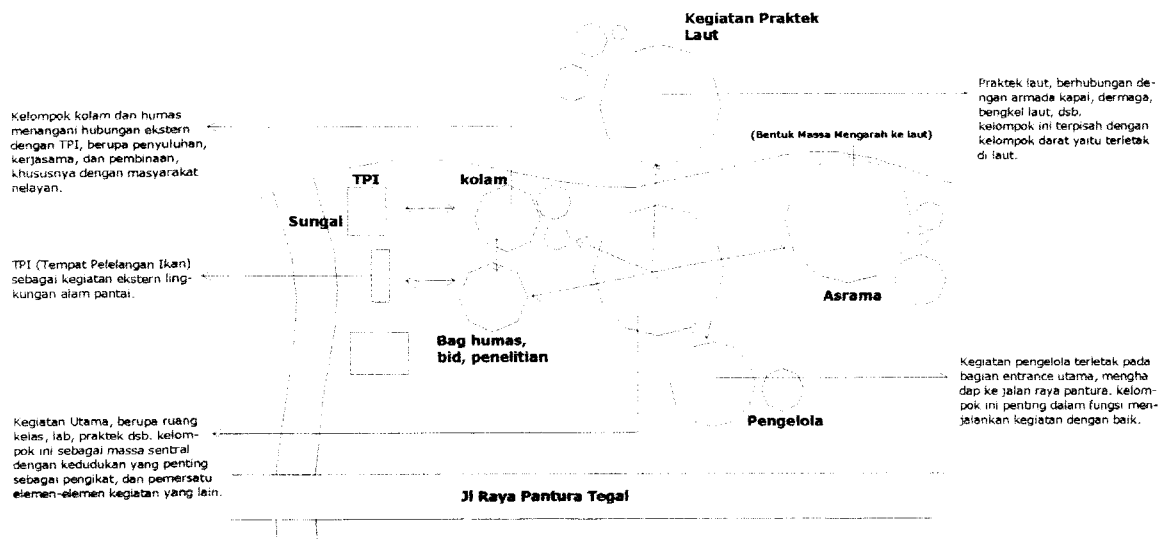 Kegiatan Praktek
Laut
Praktek laut, berhubungan de-
ngan armada kapal, dermaga,
bengkel laut, dsb.
kelompok ini terpisah dengan
kelompok darat yaitu terletak
di laut.
Kelompok kolam dan humas
menangani hubungan ekstern
dengan TPI, berupa penyuluhan,
kerjasama, dan pembinaan,
khususnya dengan masyarakat
nelayan.
(Bentuk Massa Mengarah ke laut)
TPI
kolam
Sungai
TPI (Tempat Pelelangan Ikan)
sebagai kegiatan ekstern ling-
kungan alam pantai.
Asrama
Bag humas,
bid, penelitian
Kegiatan pengelola terletak pada
bagian entrance utama, mengha
dap ke jalan raya pantura. kelom-
pok ini penting dalam fungsi men-
jalankan kegiatan dengan baik.
Pengelola
Kegiatan Utama, berupa ruang
kelas, lab, praktek dsb. kelom-
pok ini sebagai massa sentral
dengan kedudukan yang penting
sebagai pengikat, dan pemersatu
elemen-elemen kegiatan yang lain.
Jl Raya Pantura Tegal